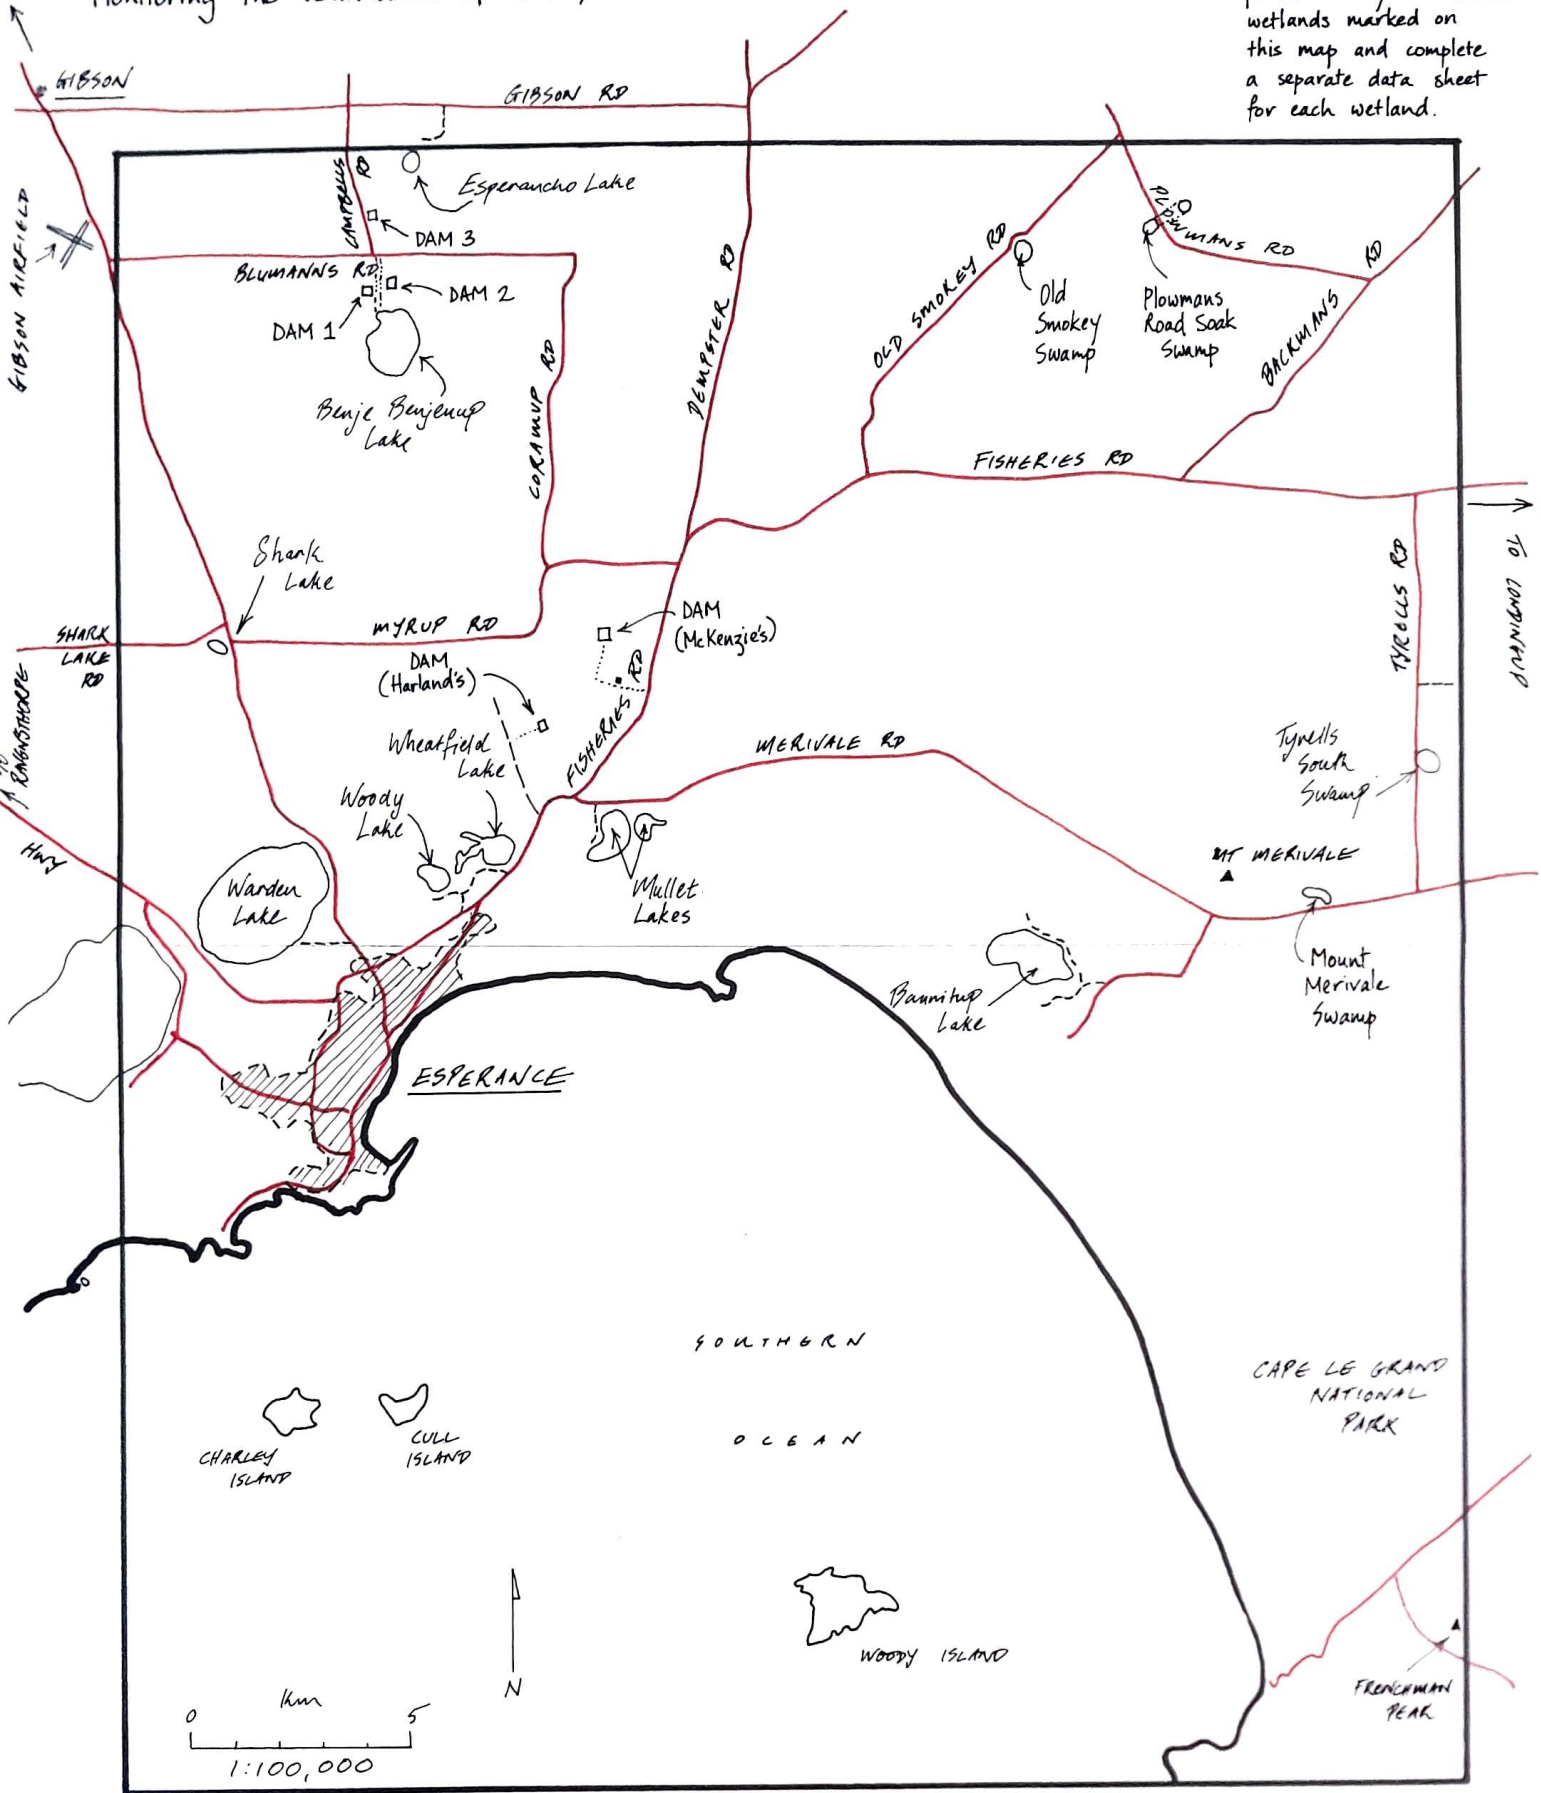 Monitoring the
wetlands marked on
this map and complete
a separate data sheet
for each wetland.
GIBSON
GIBSON RD
CAMPBELLS RD
Esperancho Lake
DAM 3
GIBSON AIRFIELD
BLUMANNS RD
DAM 2
DAM 1
Benje Benjenup
Lake
CORAMUP RD
DEMPSTER RD
OLD SMOKEY RD
Old
Smokey
Swamp
PLOWMANS RD
Plowmans
Road Soak
Swamp
BACKMANS RD
FISHERIES RD
TO CONDINGUP
Shark
Lake
SHARK
LAKE
RD
MYRUP RD
DAM
(McKenzie's)
DAM
(Harland's)
TYRELLS RD
TO RAVENSTHORPE
HWY
Wheatfield
Lake
FISHERIES RD
MERIVALE RD
Tyrells
South
Swamp
Woody
Lake
Warden
Lake
Mullet
Lakes
MT MERIVALE
Bannitup
Lake
Mount
Merivale
Swamp
ESPERANCE
SOUTHERN
OCEAN
CAPE LE GRAND
NATIONAL
PARK
CHARLEY
ISLAND
CULL
ISLAND
WOODY ISLAND
FRENCHMAN
PEAK
N
Km
0 5
1:100,000